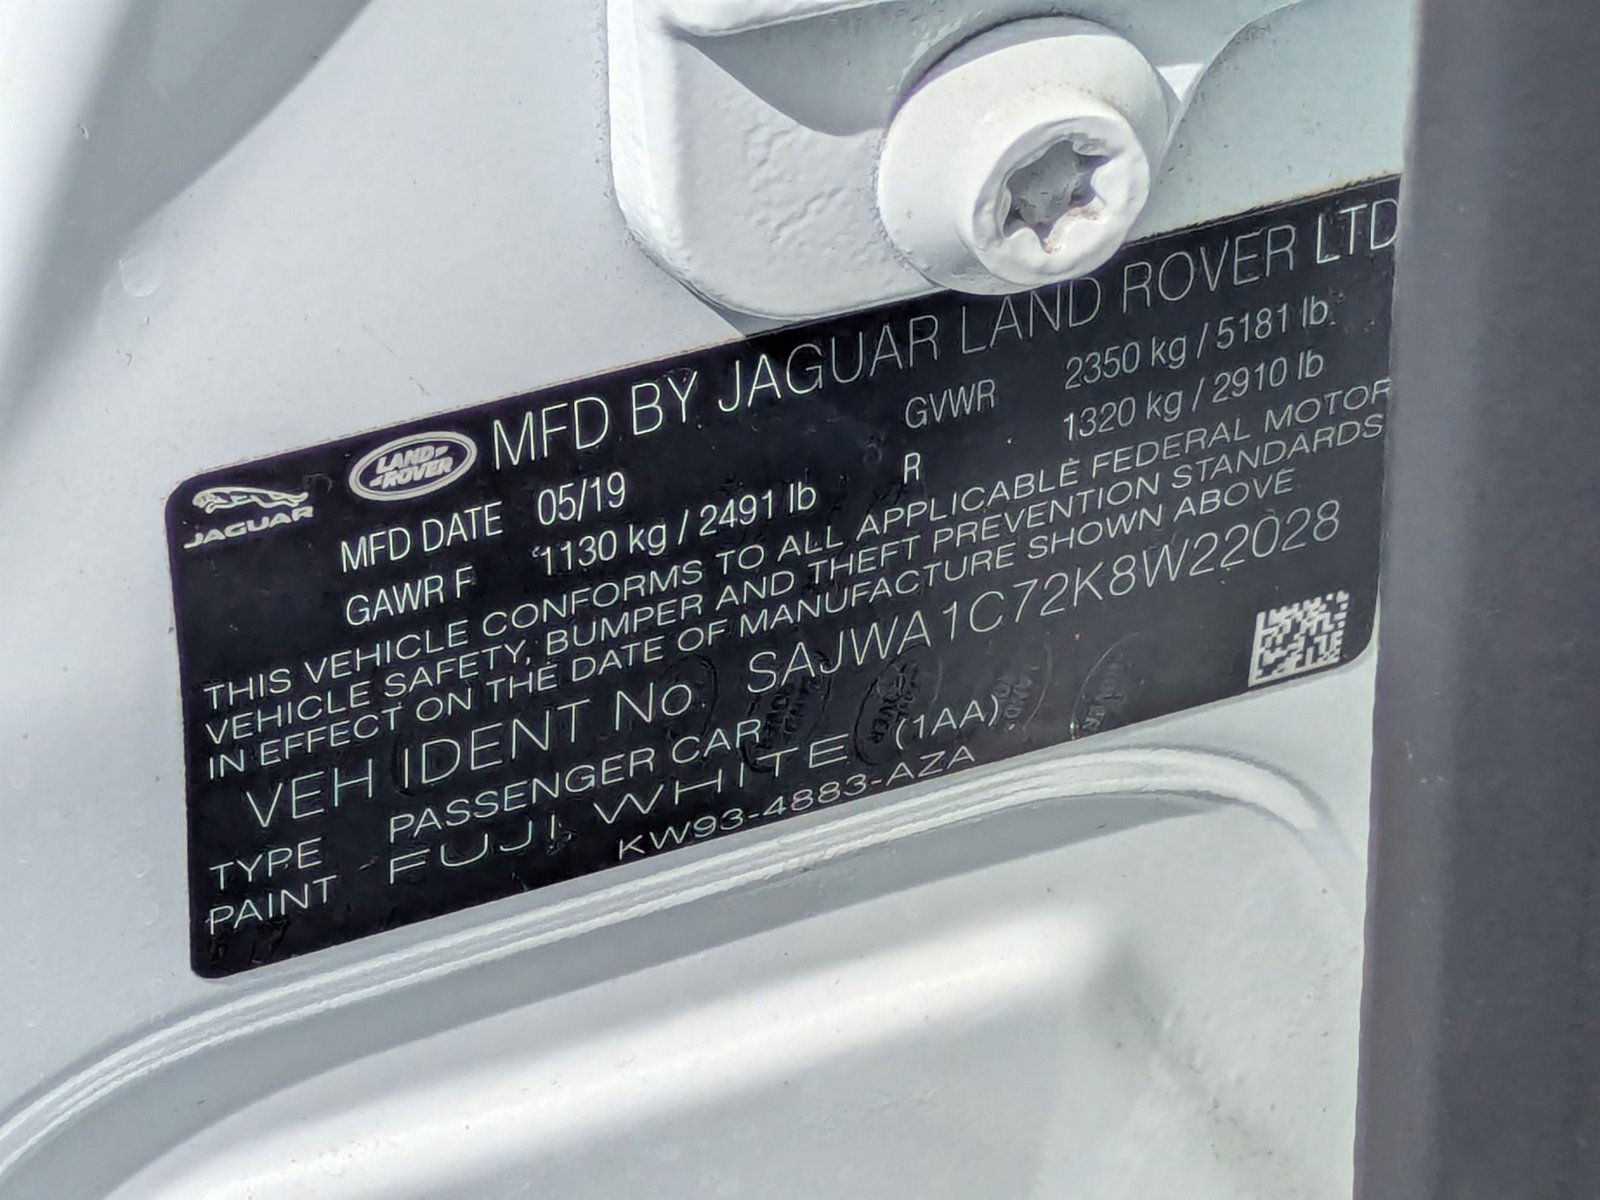 JAGUAR
LAND-
-ROVER
MFD BY JAGUAR LAND ROVER LTD
MFD DATE 05/19 GVWR 2350 kg / 5181 lb
GAWR F 1130 kg / 2491 lb R 1320 kg / 2910 lb
THIS VEHICLE CONFORMS TO ALL APPLICABLE FEDERAL MOTOR
VEHICLE SAFETY, BUMPER AND THEFT PREVENTION STANDARDS
IN EFFECT ON THE DATE OF MANUFACTURE SHOWN ABOVE
VEH IDENT No SAJWA1C72K8W22028
TYPE PASSENGER CAR
PAINT FUJI WHITE (1AA)
KW93-4883-AZA